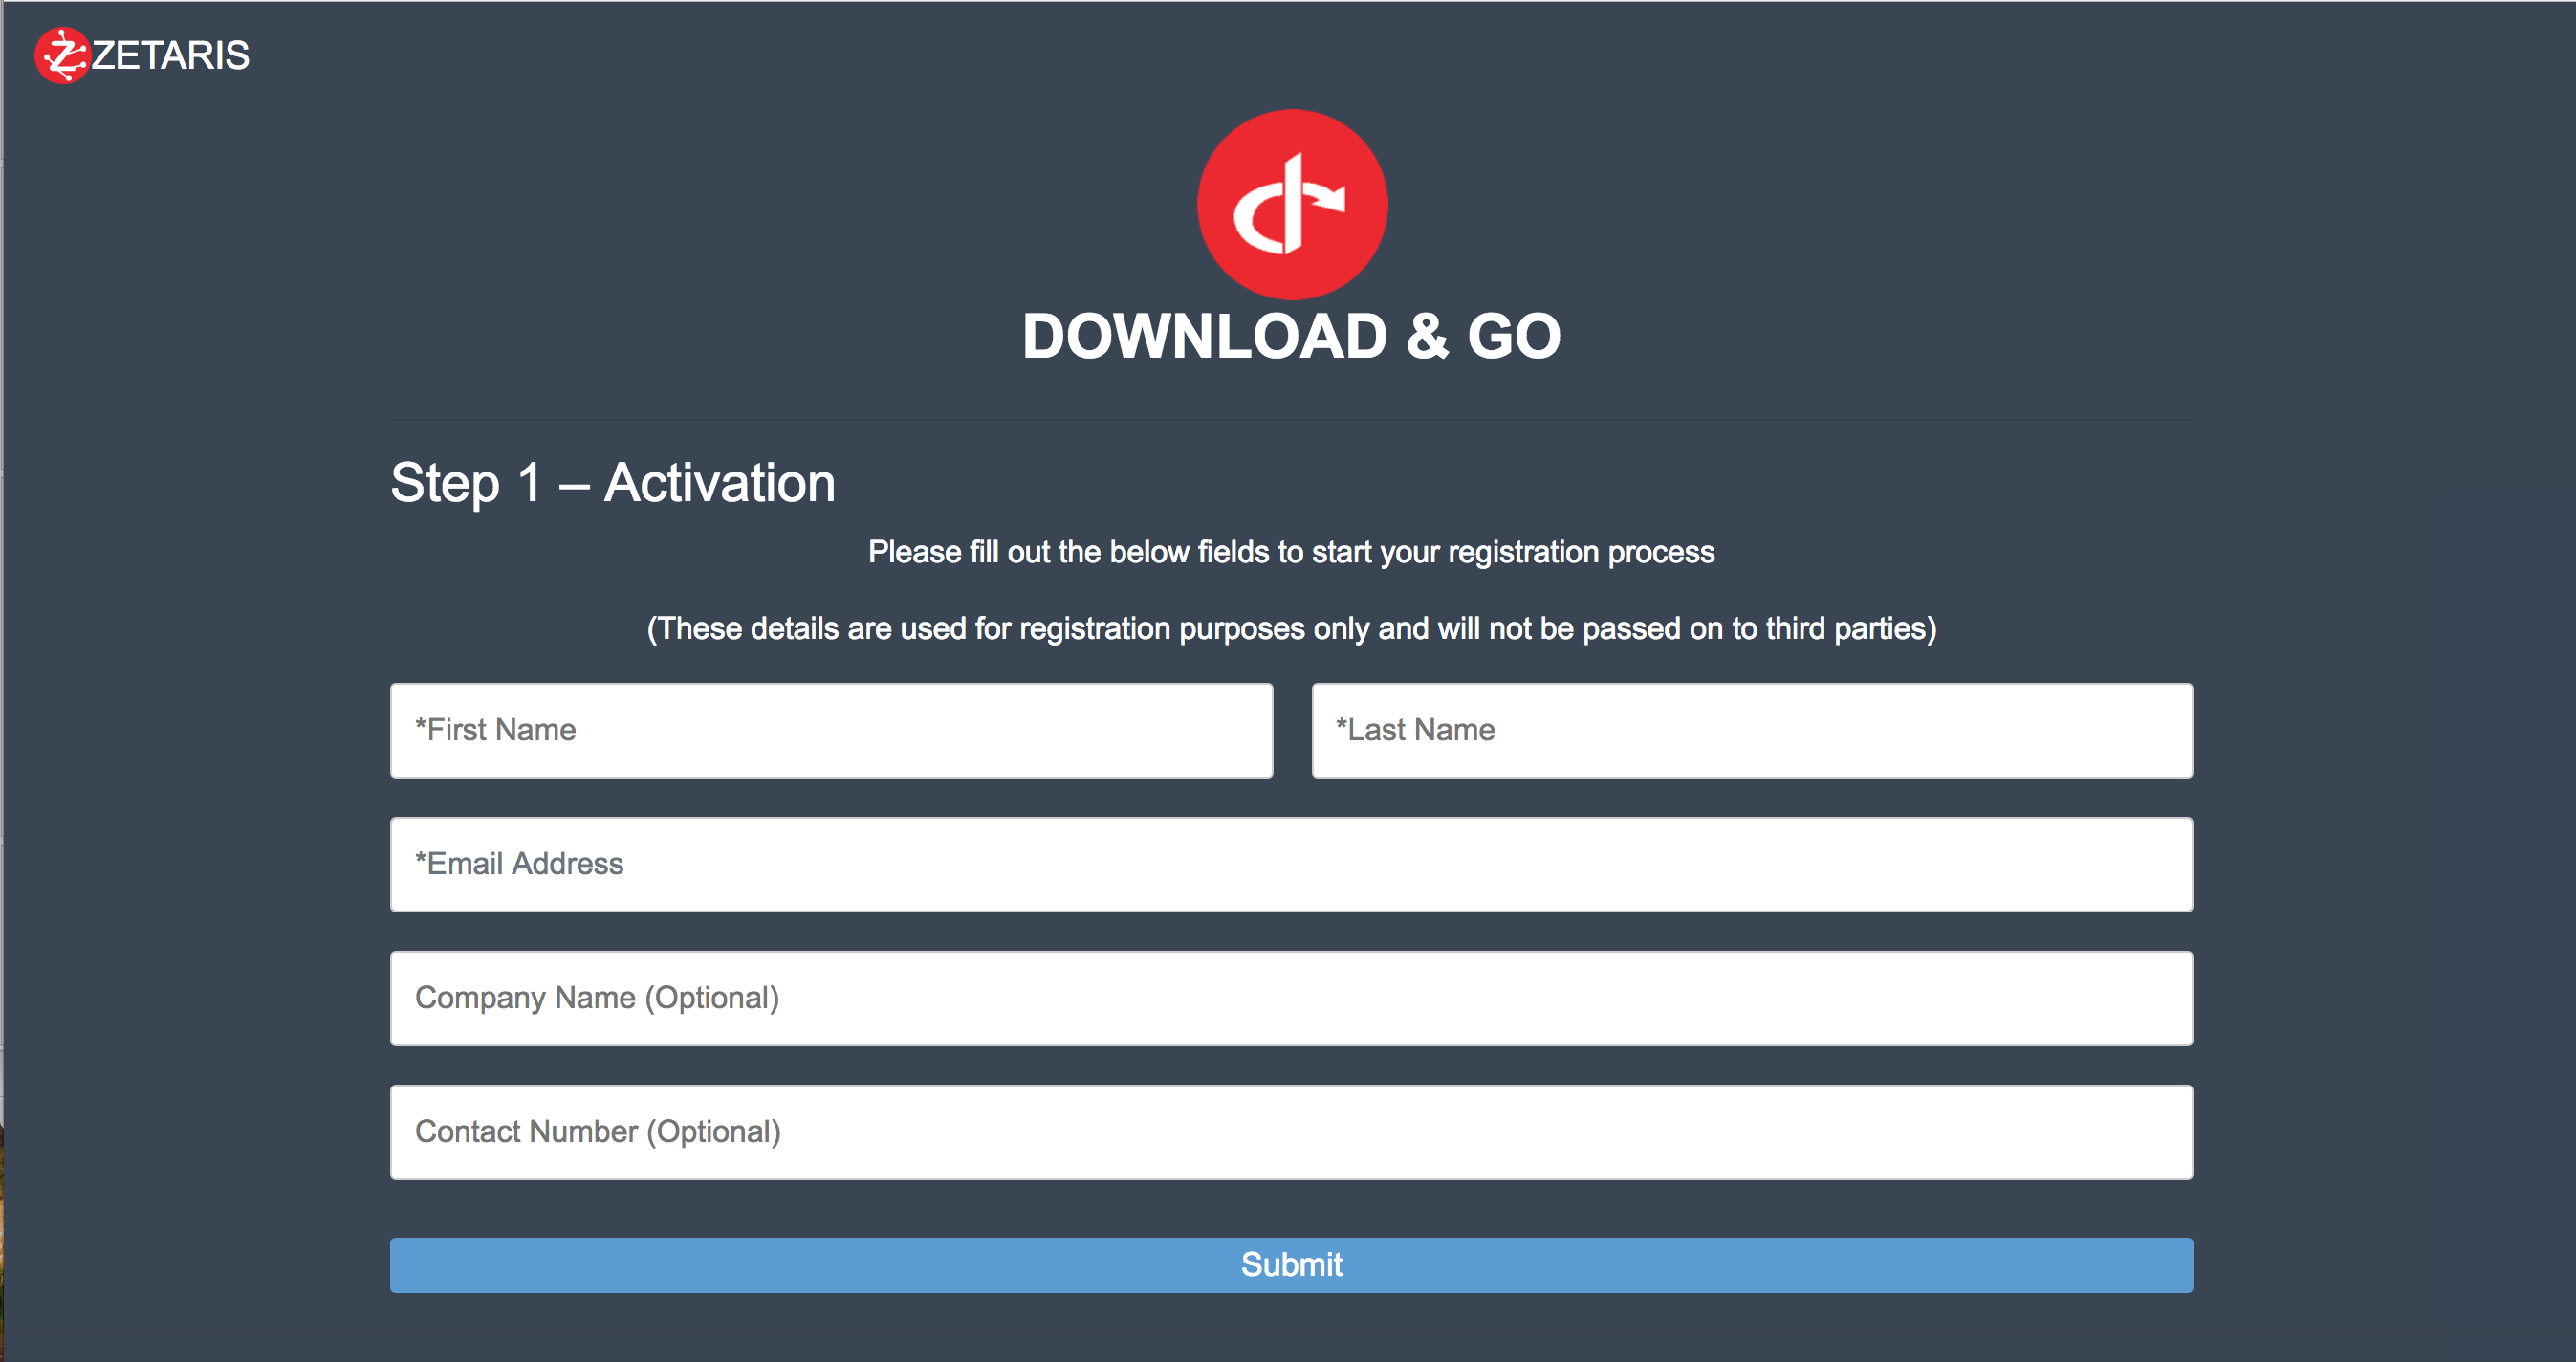 ZETARIS
DOWNLOAD & GO
Step 1 – Activation
Please fill out the below fields to start your registration process
(These details are used for registration purposes only and will not be passed on to third parties)
*First Name
*Last Name
*Email Address
Company Name (Optional)
Contact Number (Optional)
Submit